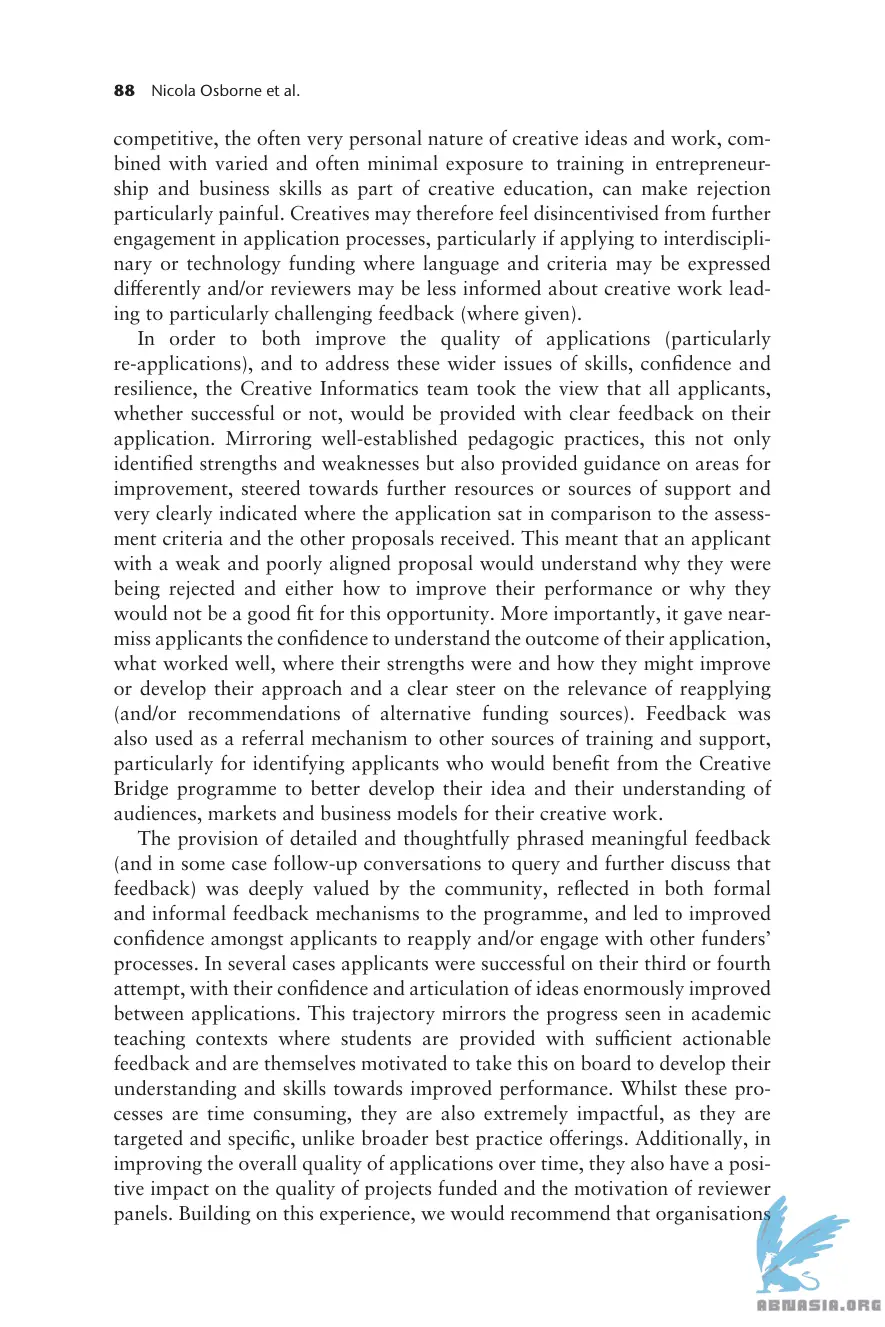 88 Nicola Osborne et al.
competitive, the often very personal nature of creative ideas and work, com-
bined with varied and often minimal exposure to training in entrepreneur-
ship and business skills as part of creative education, can make rejection
particularly painful. Creatives may therefore feel disincentivised from further
engagement in application processes, particularly if applying to interdiscipli-
nary or technology funding where language and criteria may be expressed
differently and/or reviewers may be less informed about creative work lead-
ing to particularly challenging feedback (where given).
In order to both improve the quality of applications (particularly
re-applications), and to address these wider issues of skills, confidence and
resilience, the Creative Informatics team took the view that all applicants,
whether successful or not, would be provided with clear feedback on their
application. Mirroring well-established pedagogic practices, this not only
identified strengths and weaknesses but also provided guidance on areas for
improvement, steered towards further resources or sources of support and
very clearly indicated where the application sat in comparison to the assess-
ment criteria and the other proposals received. This meant that an applicant
with a weak and poorly aligned proposal would understand why they were
being rejected and either how to improve their performance or why they
would not be a good fit for this opportunity. More importantly, it gave near-
miss applicants the confidence to understand the outcome of their application,
what worked well, where their strengths were and how they might improve
or develop their approach and a clear steer on the relevance of reapplying
(and/or recommendations of alternative funding sources). Feedback was
also used as a referral mechanism to other sources of training and support,
particularly for identifying applicants who would benefit from the Creative
Bridge programme to better develop their idea and their understanding of
audiences, markets and business models for their creative work.
The provision of detailed and thoughtfully phrased meaningful feedback
(and in some case follow-up conversations to query and further discuss that
feedback) was deeply valued by the community, reflected in both formal
and informal feedback mechanisms to the programme, and led to improved
confidence amongst applicants to reapply and/or engage with other funders’
processes. In several cases applicants were successful on their third or fourth
attempt, with their confidence and articulation of ideas enormously improved
between applications. This trajectory mirrors the progress seen in academic
teaching contexts where students are provided with sufficient actionable
feedback and are themselves motivated to take this on board to develop their
understanding and skills towards improved performance. Whilst these pro-
cesses are time consuming, they are also extremely impactful, as they are
targeted and specific, unlike broader best practice offerings. Additionally, in
improving the overall quality of applications over time, they also have a posi-
tive impact on the quality of projects funded and the motivation of reviewer
panels. Building on this experience, we would recommend that organisations
ABNASIA.ORG